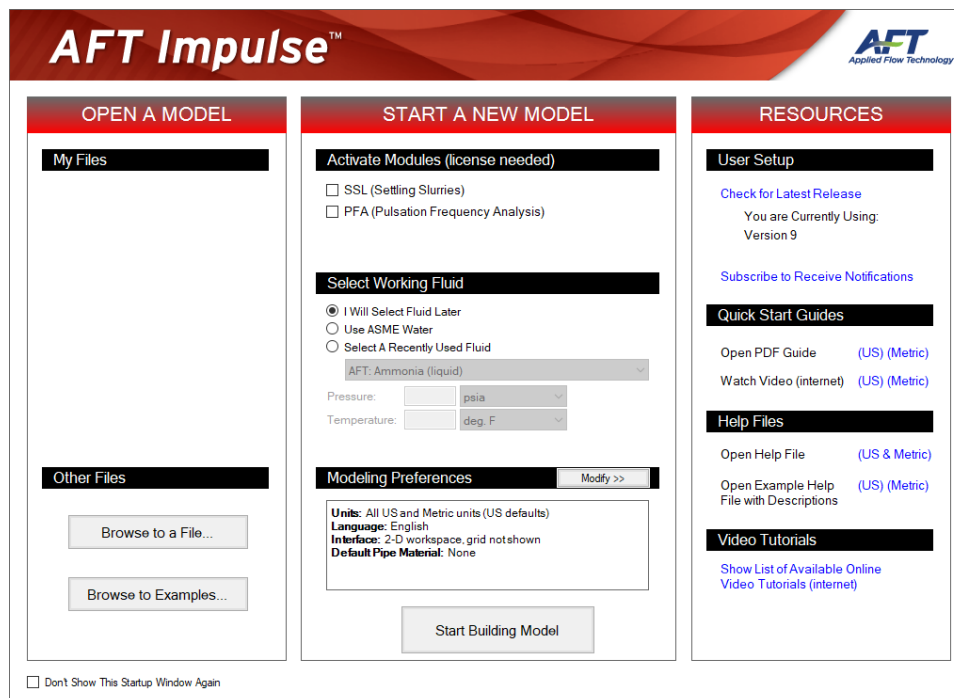 AFT Impulse™
AFT
Applied Flow Technology
OPEN A MODEL
My Files
Other Files
Browse to a File...
Browse to Examples...
START A NEW MODEL
Activate Modules (license needed)
SSL (Settling Slurries)
PFA (Pulsation Frequency Analysis)
Select Working Fluid
I Will Select Fluid Later
Use ASME Water
Select A Recently Used Fluid
AFT: Ammonia (liquid)
Pressure: psia
Temperature: deg. F
Modeling Preferences Modify >>
Units: All US and Metric units (US defaults)
Language: English
Interface: 2-D workspace, grid not shown
Default Pipe Material: None
Start Building Model
RESOURCES
User Setup
Check for Latest Release
You are Currently Using:
Version 9
Subscribe to Receive Notifications
Quick Start Guides
Open PDF Guide (US) (Metric)
Watch Video (internet) (US) (Metric)
Help Files
Open Help File (US & Metric)
Open Example Help (US) (Metric)
File with Descriptions
Video Tutorials
Show List of Available Online
Video Tutorials (internet)
Don't Show This Startup Window Again